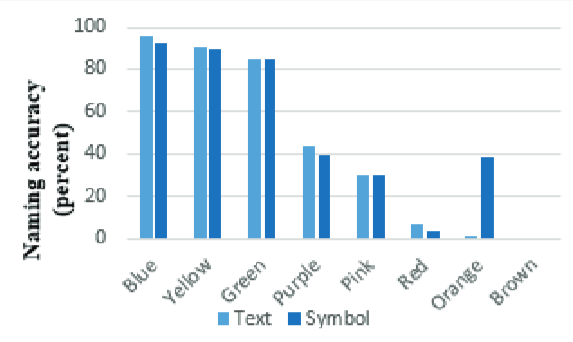 100
80
60
40
20
0
Naming accuracy
(percent)
Blue Yellow Green Purple Pink Red Orange Brown
Text Symbol